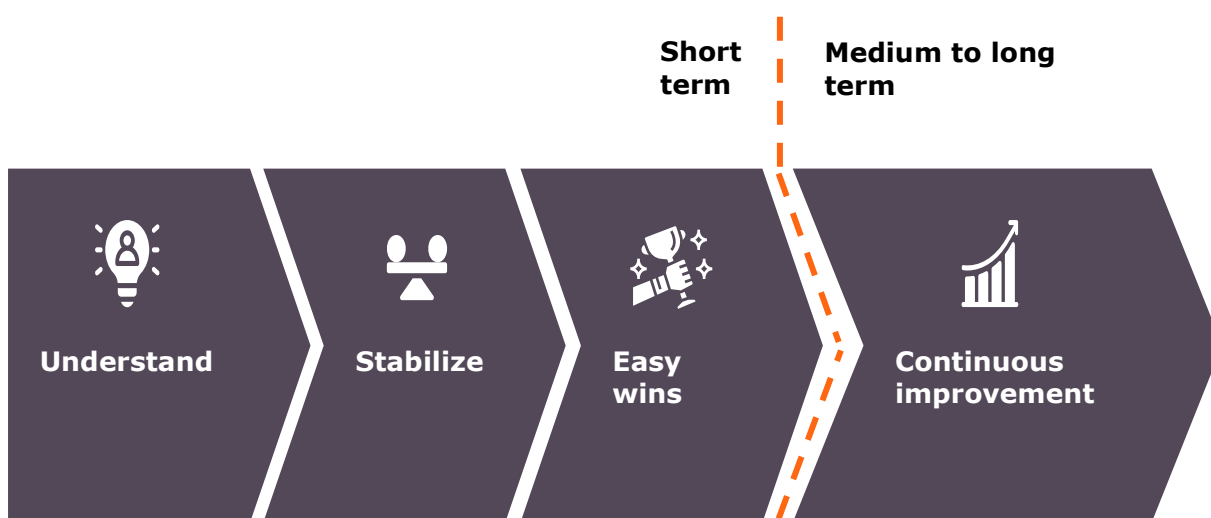 Short
term
Medium to long
term
Understand
Stabilize
Easy
wins
Continuous
improvement